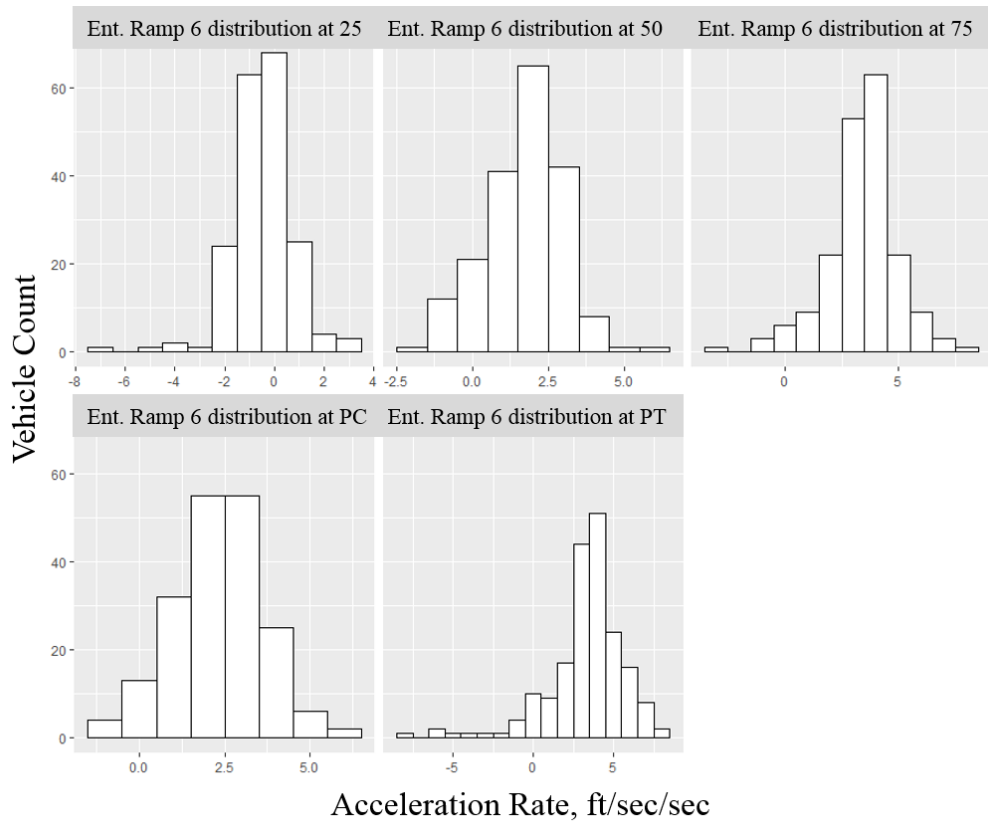 Ent. Ramp 6 distribution at 25
Ent. Ramp 6 distribution at 50
Ent. Ramp 6 distribution at 75
60
40
20
0
-8 -6 -4 -2 0 2 4
-2.5 0.0 2.5 5.0
0 5
Ent. Ramp 6 distribution at PC
Ent. Ramp 6 distribution at PT
60
40
20
0
0.0 2.5 5.0
-5 0 5
Vehicle Count
Acceleration Rate, ft/sec/sec